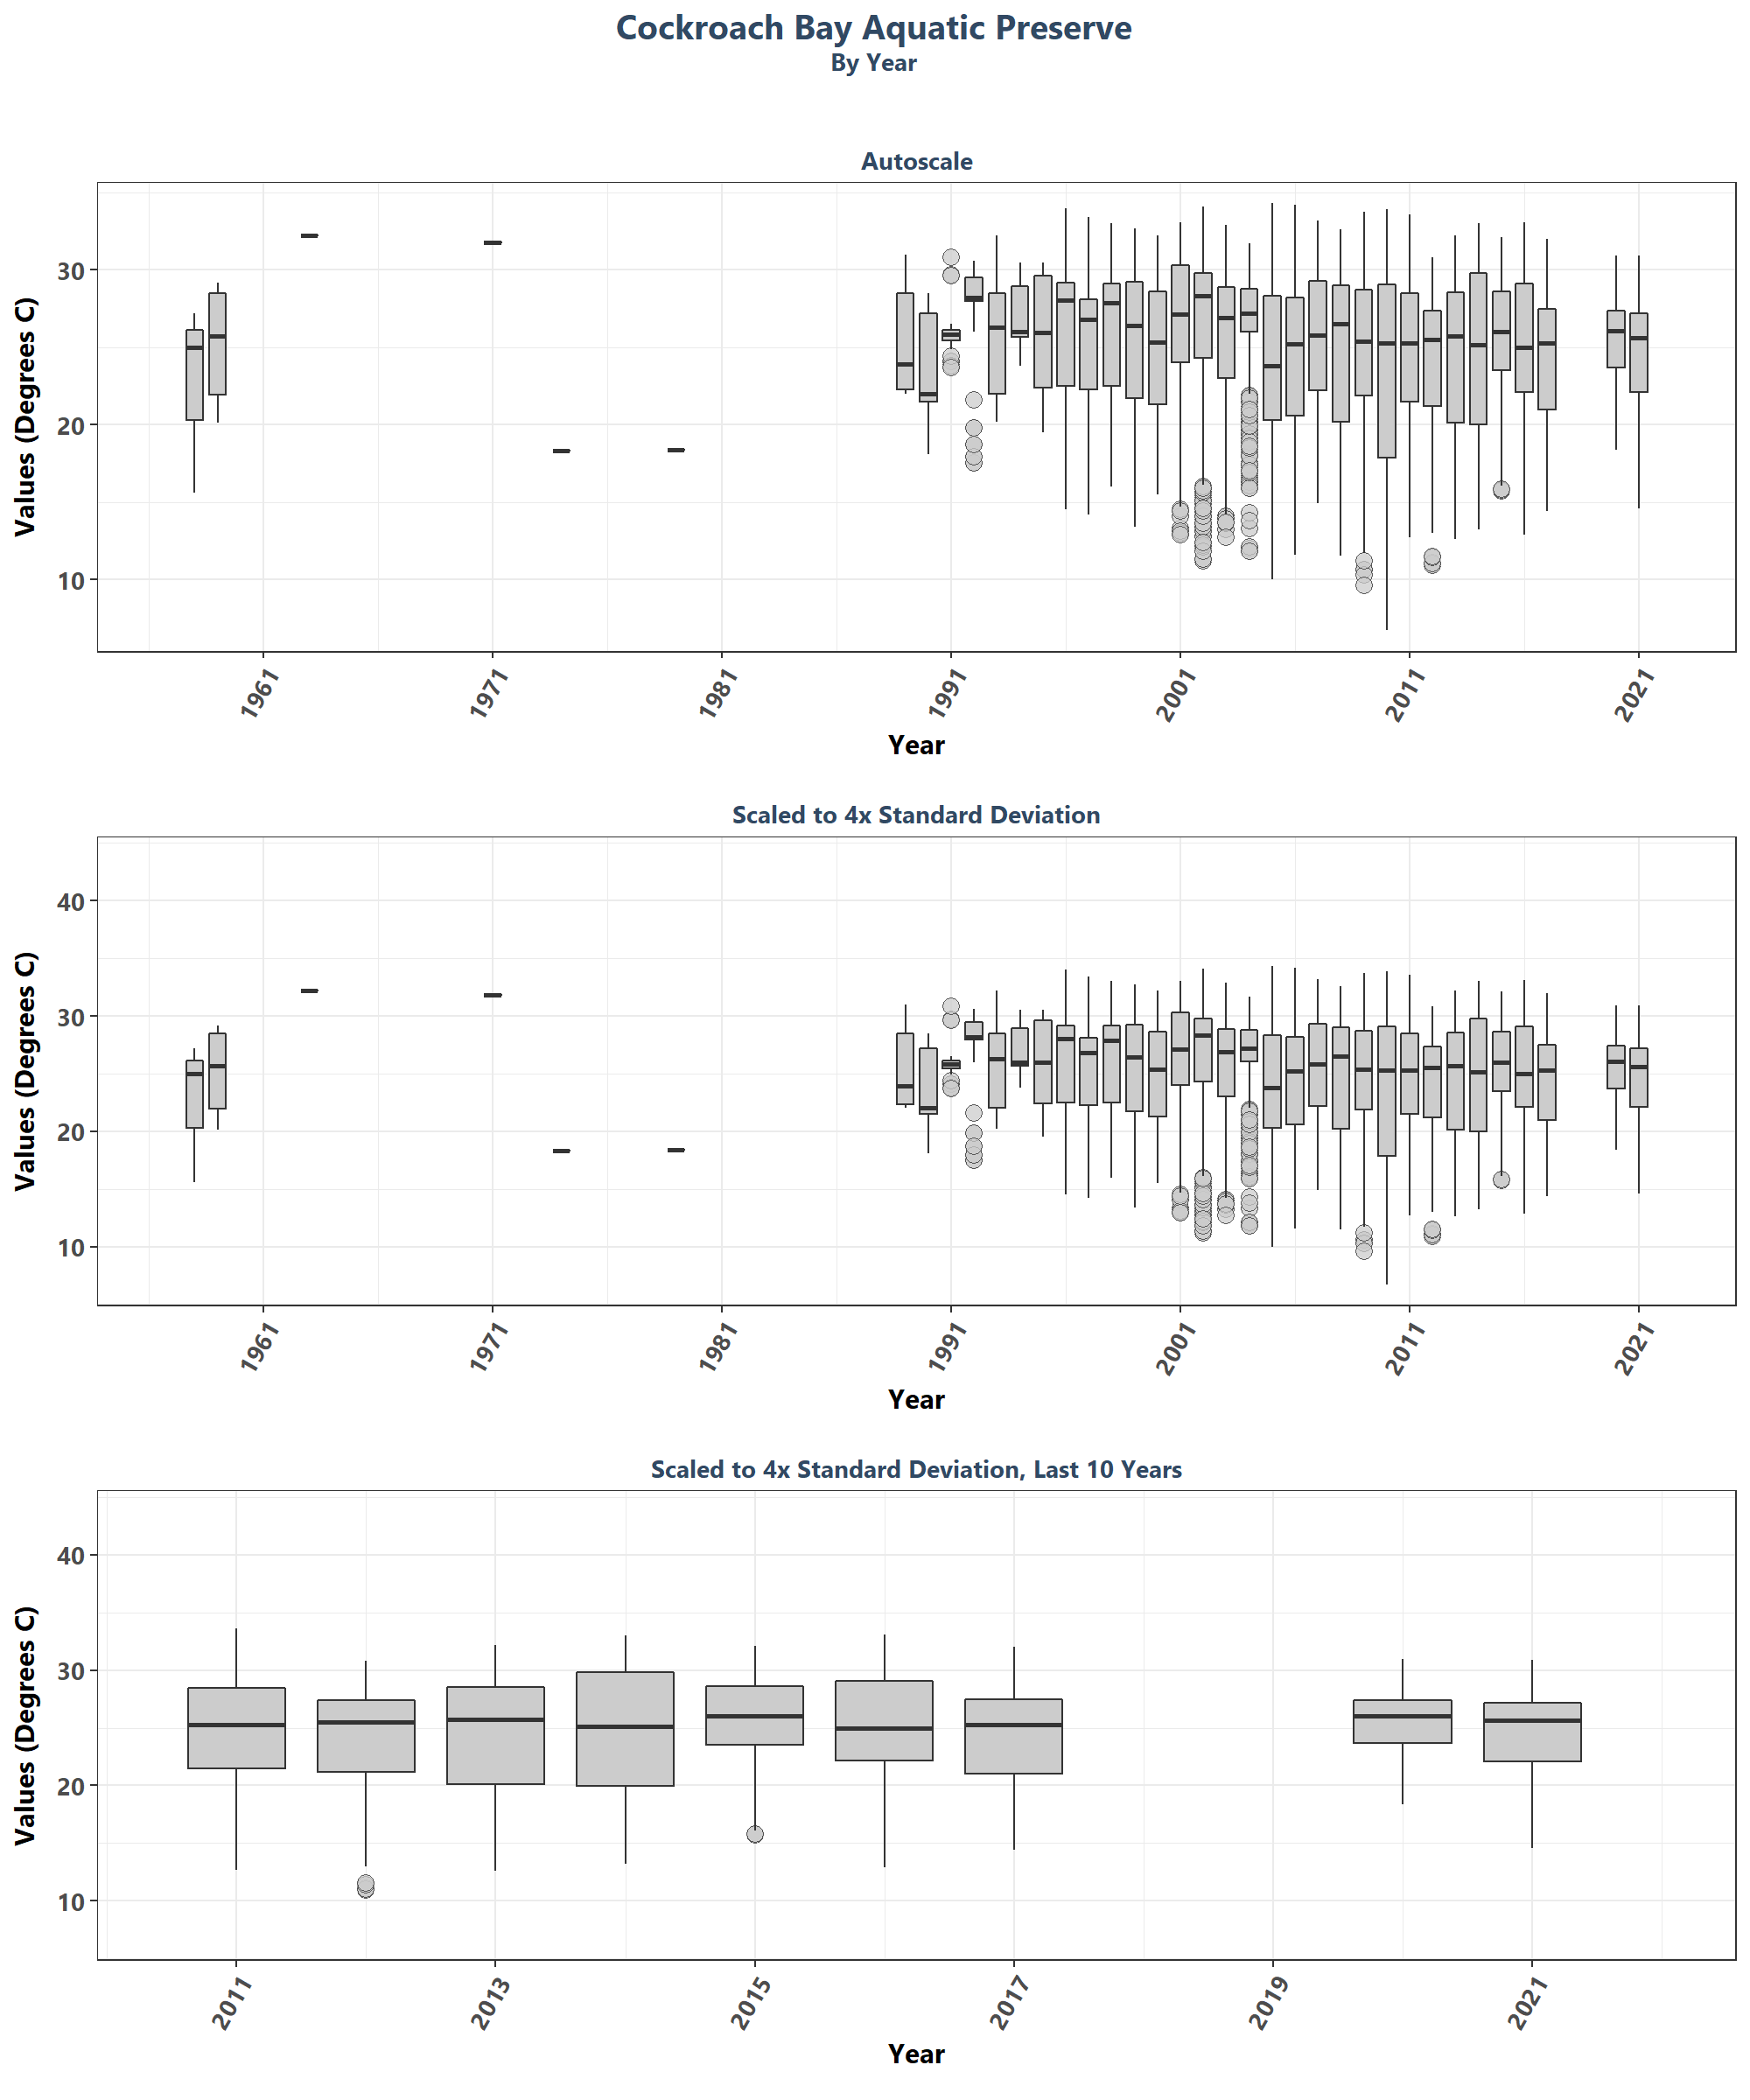 Cockroach Bay Aquatic Preserve
By Year
Autoscale
Values (Degrees C)
30
20
10
1961
1971
1981
1991
2001
2011
2021
Year
Scaled to 4x Standard Deviation
Values (Degrees C)
40
30
20
10
1961
1971
1981
1991
2001
2011
2021
Year
Scaled to 4x Standard Deviation, Last 10 Years
Values (Degrees C)
40
30
20
10
2011
2013
2015
2017
2019
2021
Year